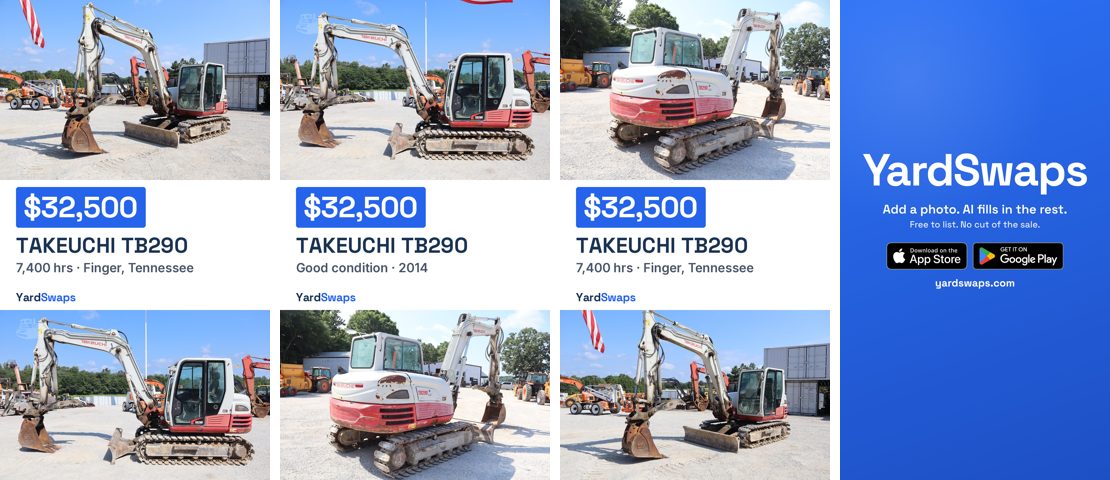 $32,500
TAKEUCHI TB290
7,400 hrs · Finger, Tennessee
YardSwaps
$32,500
TAKEUCHI TB290
Good condition · 2014
YardSwaps
$32,500
TAKEUCHI TB290
7,400 hrs · Finger, Tennessee
YardSwaps
YardSwaps
Add a photo. AI fills in the rest.
Free to list. No cut of the sale.
Download on the
App Store
GET IT ON
Google Play
yardswaps.com